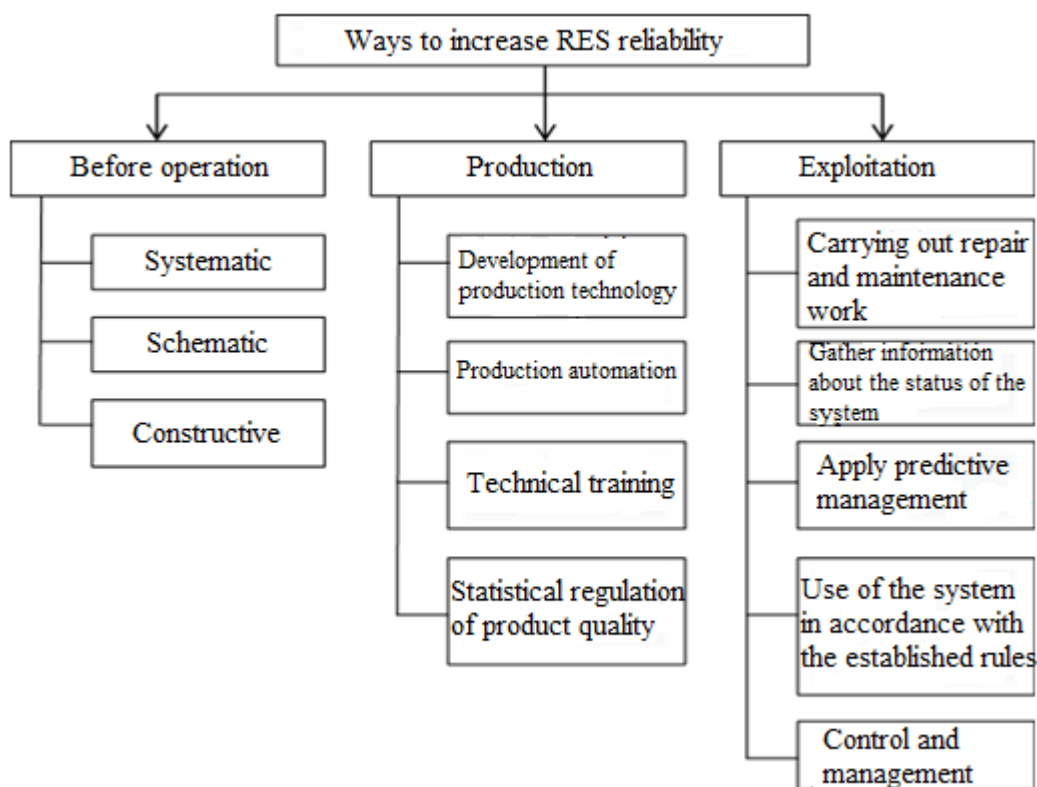 Ways to increase RES reliability
Before operation
Systematic
Schematic
Constructive
Production
Development of
production technology
Production automation
Technical training
Statistical regulation
of product quality
Exploitation
Carrying out repair
and maintenance
work
Gather information
about the status of the
system
Apply predictive
management
Use of the system
in accordance with
the established rules
Control and
management